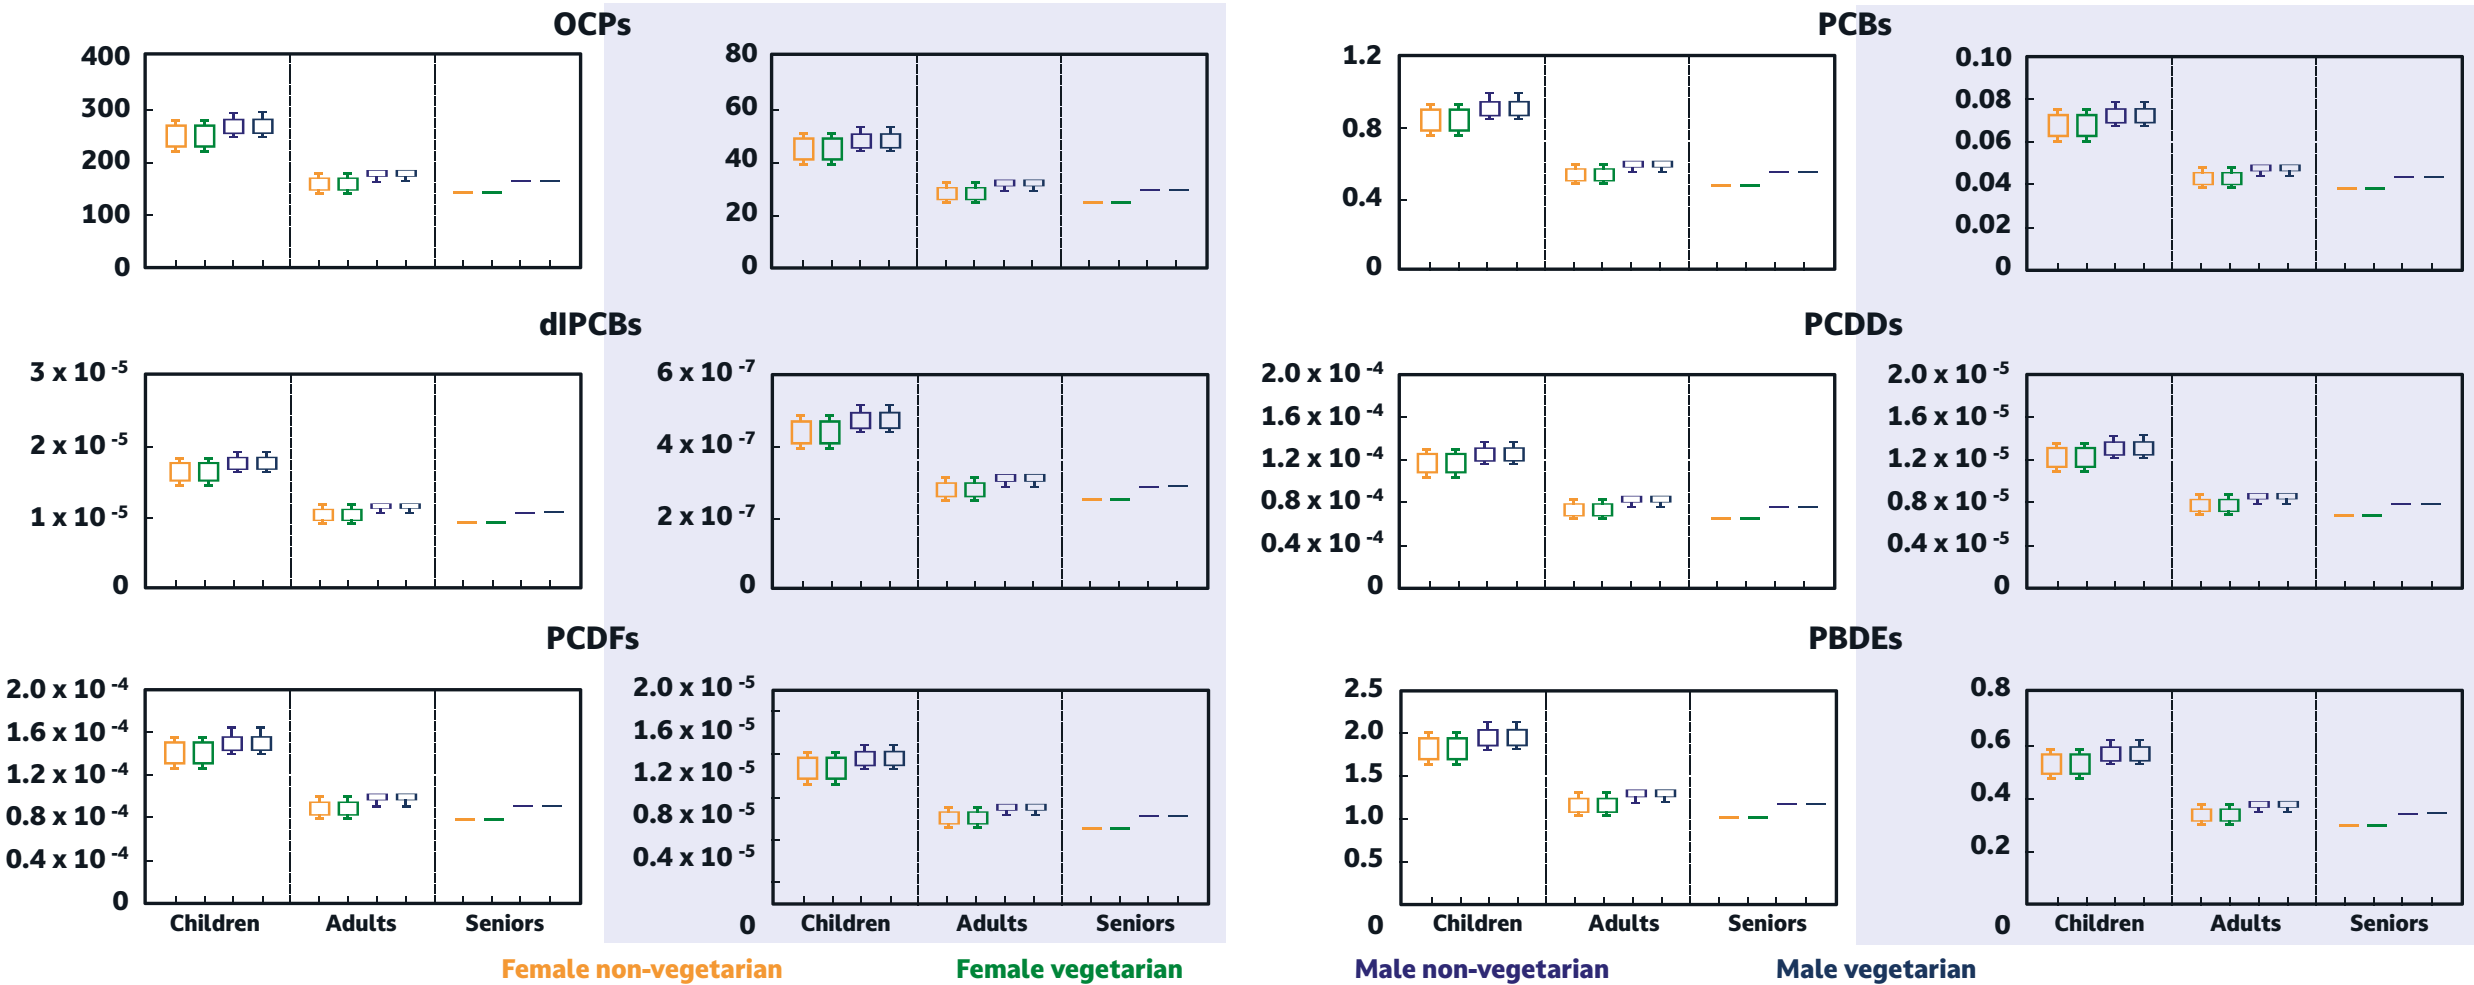 OCPs
400
300
200
100
0
80
60
40
20
0
PCBs
1.2
0.8
0.4
0
0.10
0.08
0.06
0.04
0.02
0
dIPCBs
3 x 10 -5
2 x 10 -5
1 x 10 -5
0
6 x 10 -7
4 x 10 -7
2 x 10 -7
0
PCDDs
2.0 x 10 -4
1.6 x 10 -4
1.2 x 10 -4
0.8 x 10 -4
0.4 x 10 -4
0
2.0 x 10 -5
1.6 x 10 -5
1.2 x 10 -5
0.8 x 10 -5
0.4 x 10 -5
0
PCDFs
2.0 x 10 -4
1.6 x 10 -4
1.2 x 10 -4
0.8 x 10 -4
0.4 x 10 -4
0
Children Adults Seniors
2.0 x 10 -5
1.6 x 10 -5
1.2 x 10 -5
0.8 x 10 -5
0.4 x 10 -5
0
Children Adults Seniors
PBDEs
2.5
2.0
1.5
1.0
0.5
0
Children Adults Seniors
0.8
0.6
0.4
0.2
0
Children Adults Seniors
Female non-vegetarian Female vegetarian Male non-vegetarian Male vegetarian